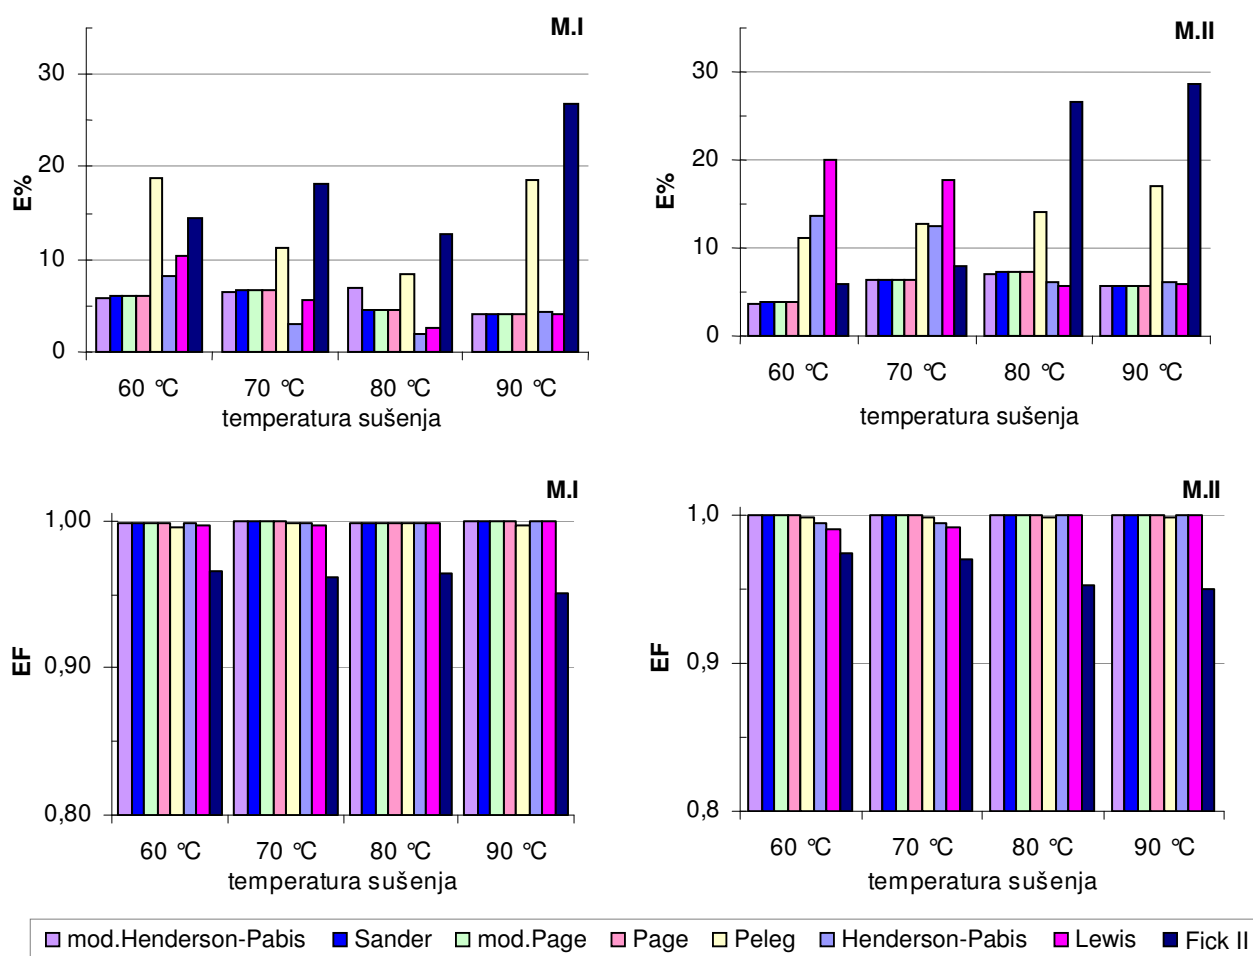 M.I
30
20
10
0
E%
60 °C 70 °C 80 °C 90 °C
temperatura sušenja
M.II
30
20
10
0
E%
60 °C 70 °C 80 °C 90 °C
temperatura sušenja
M.I
1,00
0,90
0,80
EF
60 °C 70 °C 80 °C 90 °C
temperatura sušenja
M.II
1,0
0,9
0,8
EF
60 °C 70 °C 80 °C 90 °C
temperatura sušenja
mod.Henderson-Pabis Sander mod.Page Page Peleg Henderson-Pabis Lewis Fick II